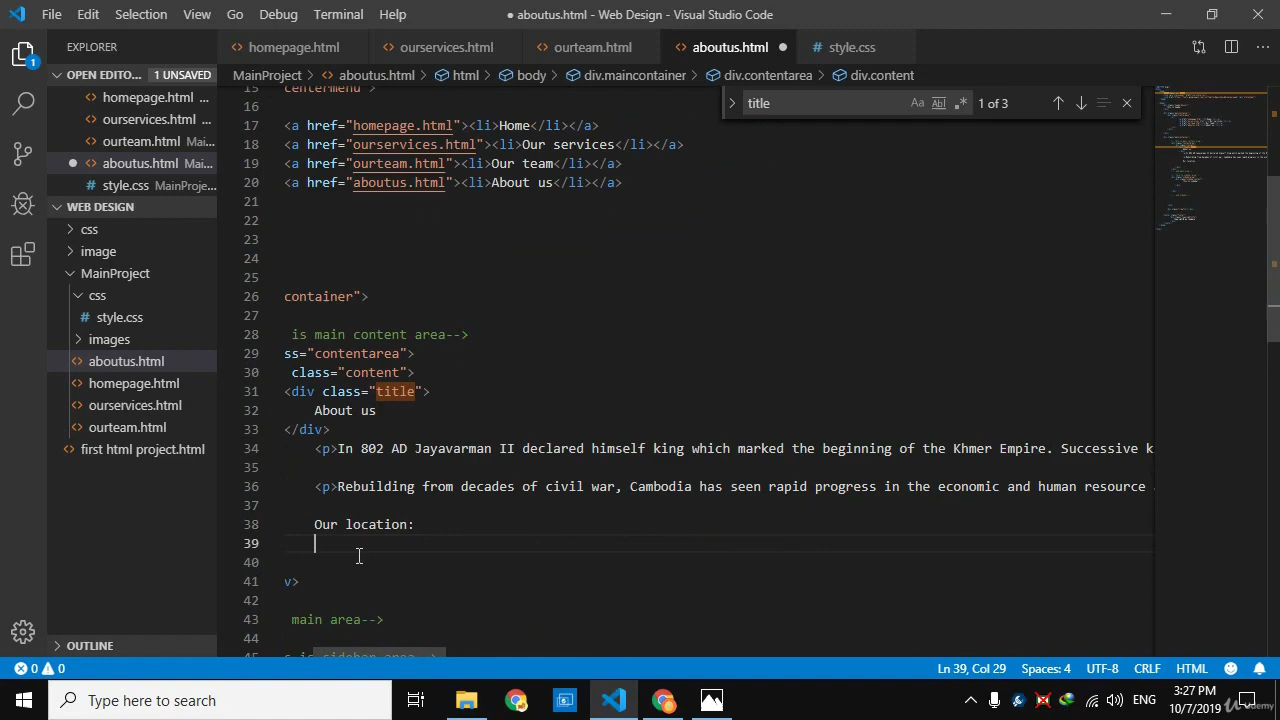 File Edit Selection View Go Debug Terminal Help
● aboutus.html - Web Design - Visual Studio Code
EXPLORER
homepage.html ourservices.html ourteam.html aboutus.html ● style.css
OPEN EDITO... 1 UNSAVED
MainProject > aboutus.html > html > body > div.maincontainer > div.contentarea > div.content
homepage.html ...
ourservices.html ...
ourteam.html Mai...
aboutus.html Mai...
style.css MainProje...
title
Aa Abl .*
1 of 3
WEB DESIGN
css
image
MainProject
css
style.css
images
aboutus.html
homepage.html
ourservices.html
ourteam.html
first html project.html
OUTLINE
15 centermenu">
16
17 <a href="homepage.html"><li>Home</li></a>
18 <a href="ourservices.html"><li>Our services</li></a>
19 <a href="ourteam.html"><li>Our team</li></a>
20 <a href="aboutus.html"><li>About us</li></a>
21
22
23
24
25
26 container">
27
28 is main content area-->
29 ss="contentarea">
30 class="content">
31 <div class="title">
32 About us
33 </div>
34 <p>In 802 AD Jayavarman II declared himself king which marked the beginning of the Khmer Empire. Successive k
35
36 <p>Rebuilding from decades of civil war, Cambodia has seen rapid progress in the economic and human resource
37
38 Our location:
39
40
41 v>
42
43 main area-->
44
45 s is sidebar area-->
0 0
Ln 39, Col 29 Spaces: 4 UTF-8 CRLF HTML
Type here to search
ENG
3:27 PM
10/7/2019
Udemy